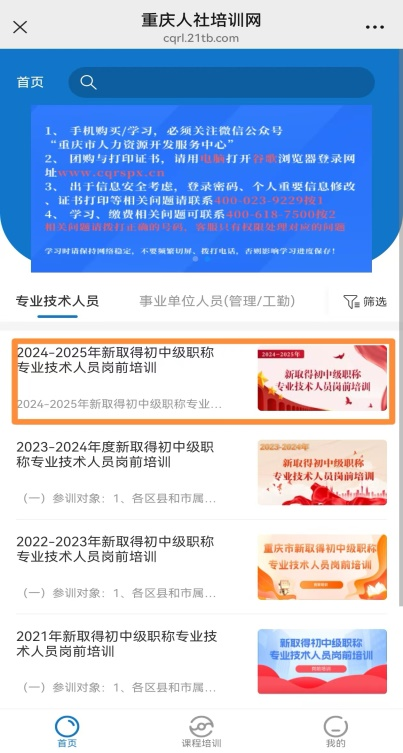 重庆人社培训网
cqrl.21tb.com
首页
1、 手机购买/学习，必须关注微信公众号
“重庆市人力资源开发服务中心”
2、 团购与打印证书，请用电脑打开谷歌浏览器登录网
址www.cqrspx.cn
3、 出于信息安全考虑，登录密码、个人重要信息修改
、证书打印等相关问题请联系400-023-9229按1
4、 学习、缴费相关问题可联系400-618-7500按2
相关问题请拨打正确的号码，客服只有权限处理对应的问题
学习时请保持网络稳定，不要频繁切屏、拨打电话，否则影响学习进度保存！
专业技术人员
事业单位人员(管理/工勤)
筛选
2024-2025年新取得初中级职称
专业技术人员岗前培训
2024-2025年新取得初中级职称专业...
2024-2025年
新取得初中级职称
专业技术人员岗前培训
2023-2024年度新取得初中级职
称专业技术人员岗前培训
（一）参训对象：1、各区县和市属...
2023-2024年
新取得初中级职称
专业技术人员岗前培训
2022-2023年新取得初中级职称
专业技术人员岗前培训
（一）参训对象：1、各区县和市属...
重庆市新取得初中级职称
专业技术人员岗前培训
2021年新取得初中级职称专业技
术人员岗前培训
（一）参训对象：1、各区县和市属...
新取得初中级职称
专业技术人员岗前培训
首页
课程培训
我的